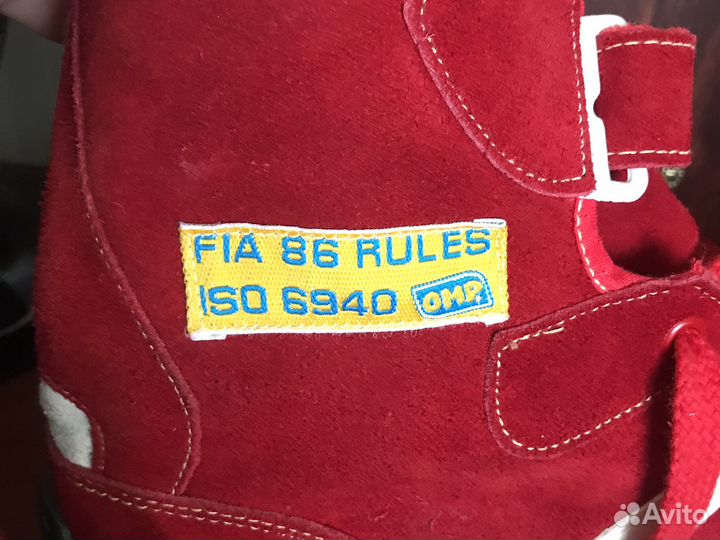 FIA 86 RULES
ISO 6940 OMP
Avito